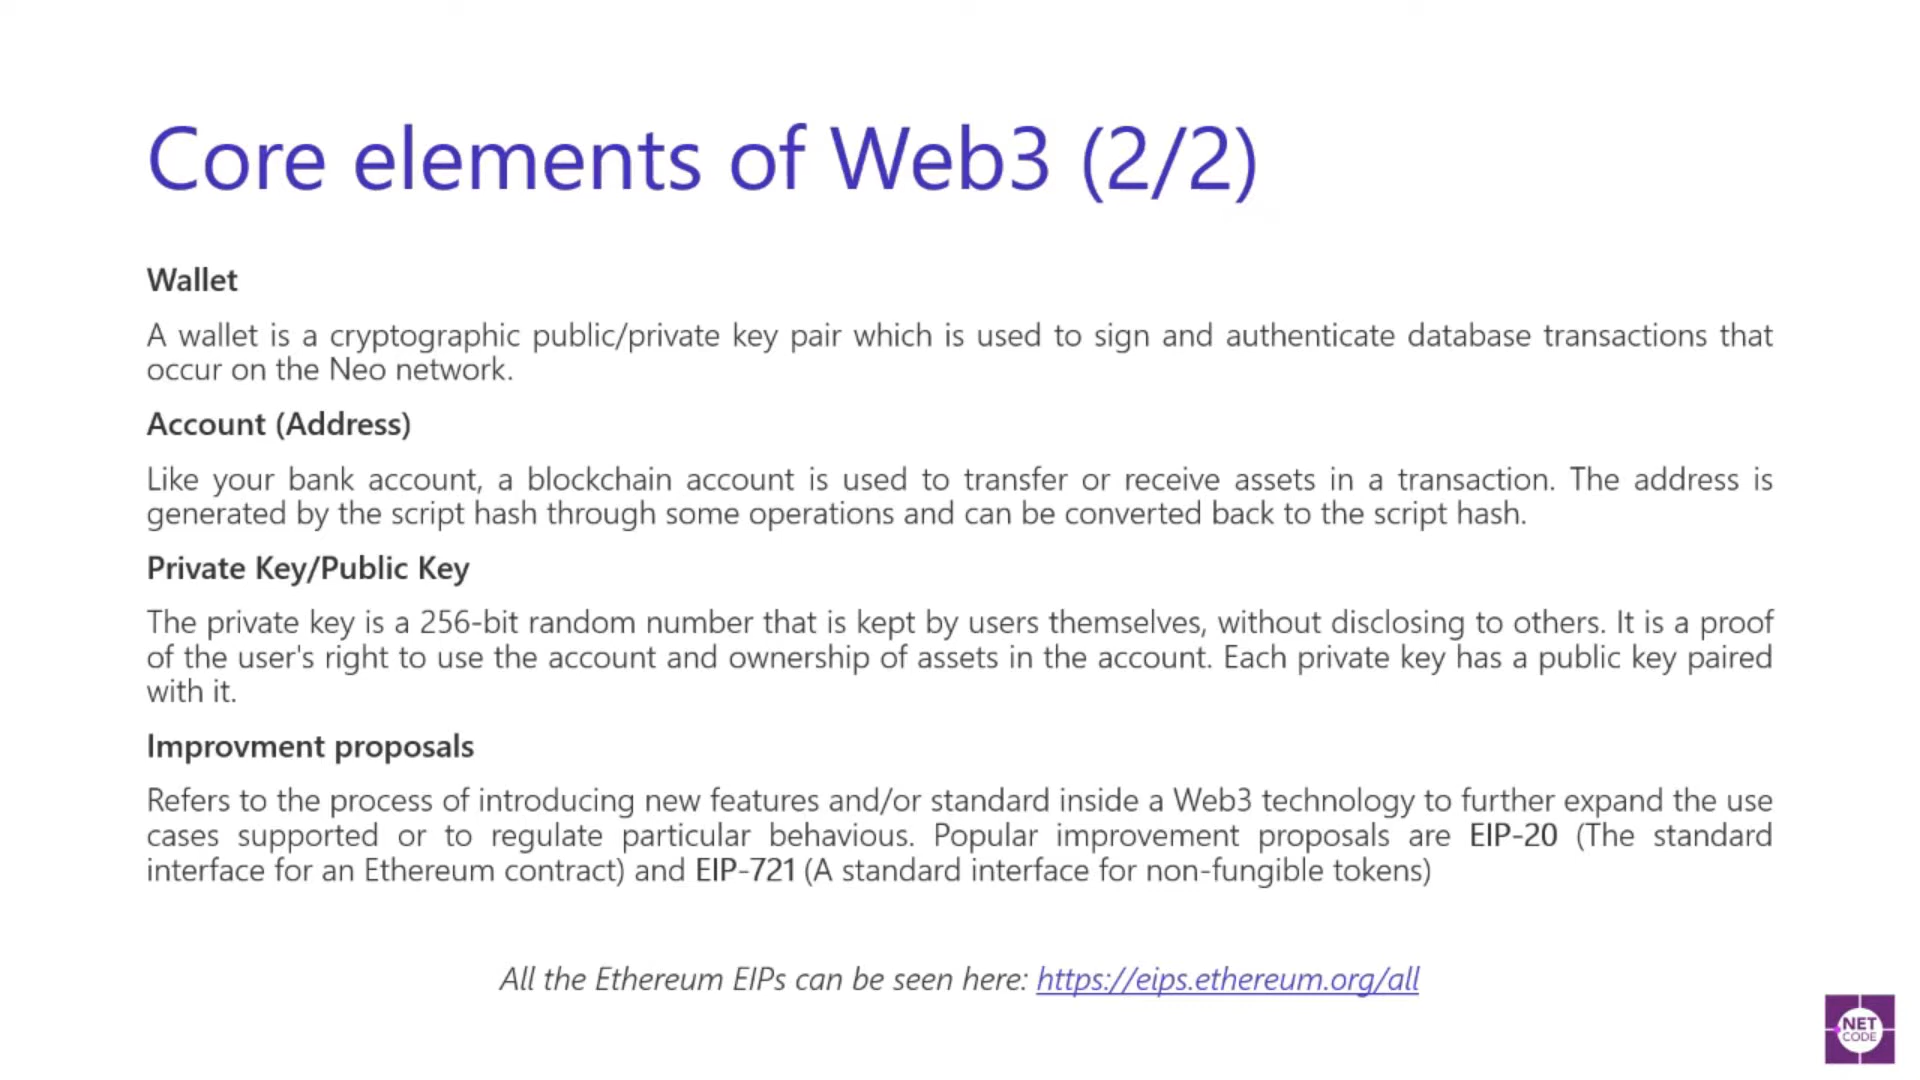 Core elements of Web3 (2/2)
Wallet
A wallet is a cryptographic public/private key pair which is used to sign and authenticate database transactions that
occur on the Neo network.
Account (Address)
Like your bank account, a blockchain account is used to transfer or receive assets in a transaction. The address is
generated by the script hash through some operations and can be converted back to the script hash.
Private Key/Public Key
The private key is a 256-bit random number that is kept by users themselves, without disclosing to others. It is a proof
of the user's right to use the account and ownership of assets in the account. Each private key has a public key paired
with it.
Improvment proposals
Refers to the process of introducing new features and/or standard inside a Web3 technology to further expand the use
cases supported or to regulate particular behavious. Popular improvement proposals are EIP-20 (The standard
interface for an Ethereum contract) and EIP-721 (A standard interface for non-fungible tokens)
All the Ethereum EIPs can be seen here: https://eips.ethereum.org/all
NET
CODE